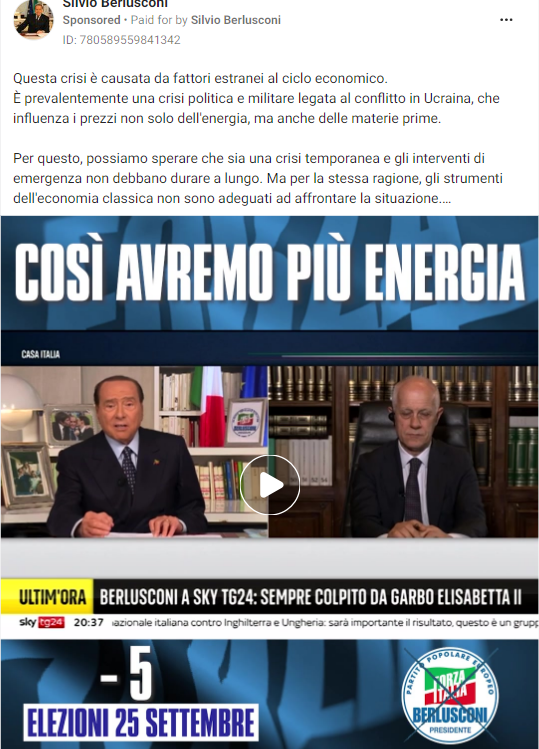 Silvio Berlusconi
Sponsored • Paid for by Silvio Berlusconi
ID: 780589559841342
Questa crisi è causata da fattori estranei al ciclo economico.
È prevalentemente una crisi politica e militare legata al conflitto in Ucraina, che
influenza i prezzi non solo dell'energia, ma anche delle materie prime.
Per questo, possiamo sperare che sia una crisi temporanea e gli interventi di
emergenza non debbano durare a lungo. Ma per la stessa ragione, gli strumenti
dell'economia classica non sono adeguati ad affrontare la situazione....
COSÌ AVREMO PIÙ ENERGIA
CASA ITALIA
FORZA ITALIA
BERLUSCONI
ULTIM'ORA BERLUSCONI A SKY TG24: SEMPRE COLPITO DA GARBO ELISABETTA II
sky tg24 20:37 azionale italiana contro Inghilterra e Ungheria: sarà importante il risultato, questo è un grupp
- 5
ELEZIONI 25 SETTEMBRE
PARTITO POPOLARE EUROPEO
FORZA
ITALIA
BERLUSCONI
PRESIDENTE